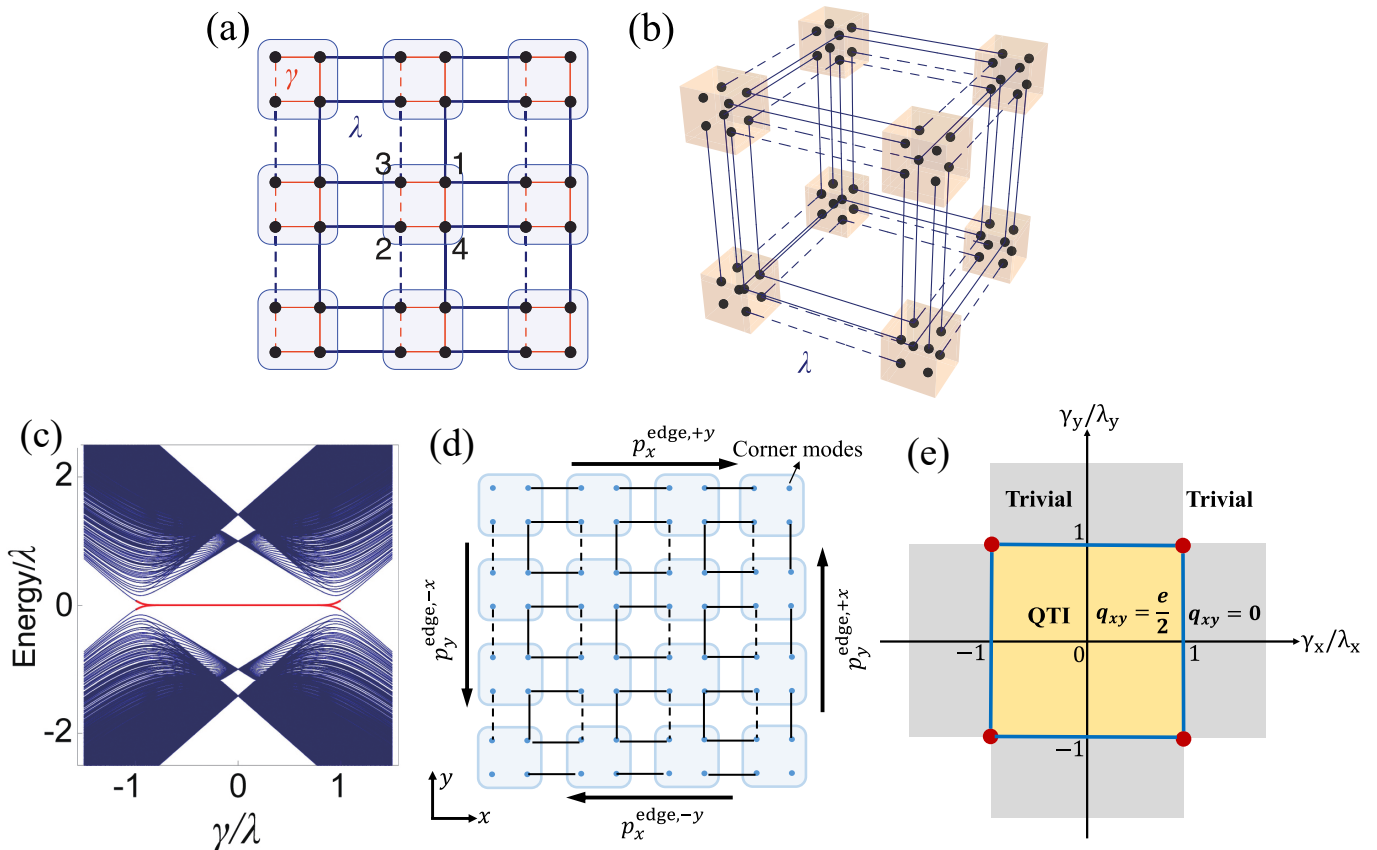 (a)
γ
λ
3 1
2 4
(b)
λ
(c)
2
0
-2
Energy/λ
-1 0 1
γ/λ
(d)
p_x^{edge,+y}
Corner modes
p_y^{edge,-x}
p_y^{edge,+x}
p_x^{edge,-y}
y
x
(e)
γ_y/λ_y
Trivial Trivial
1
QTI q_{xy} = e/2 q_{xy} = 0
γ_x/λ_x
−1 0 1
−1